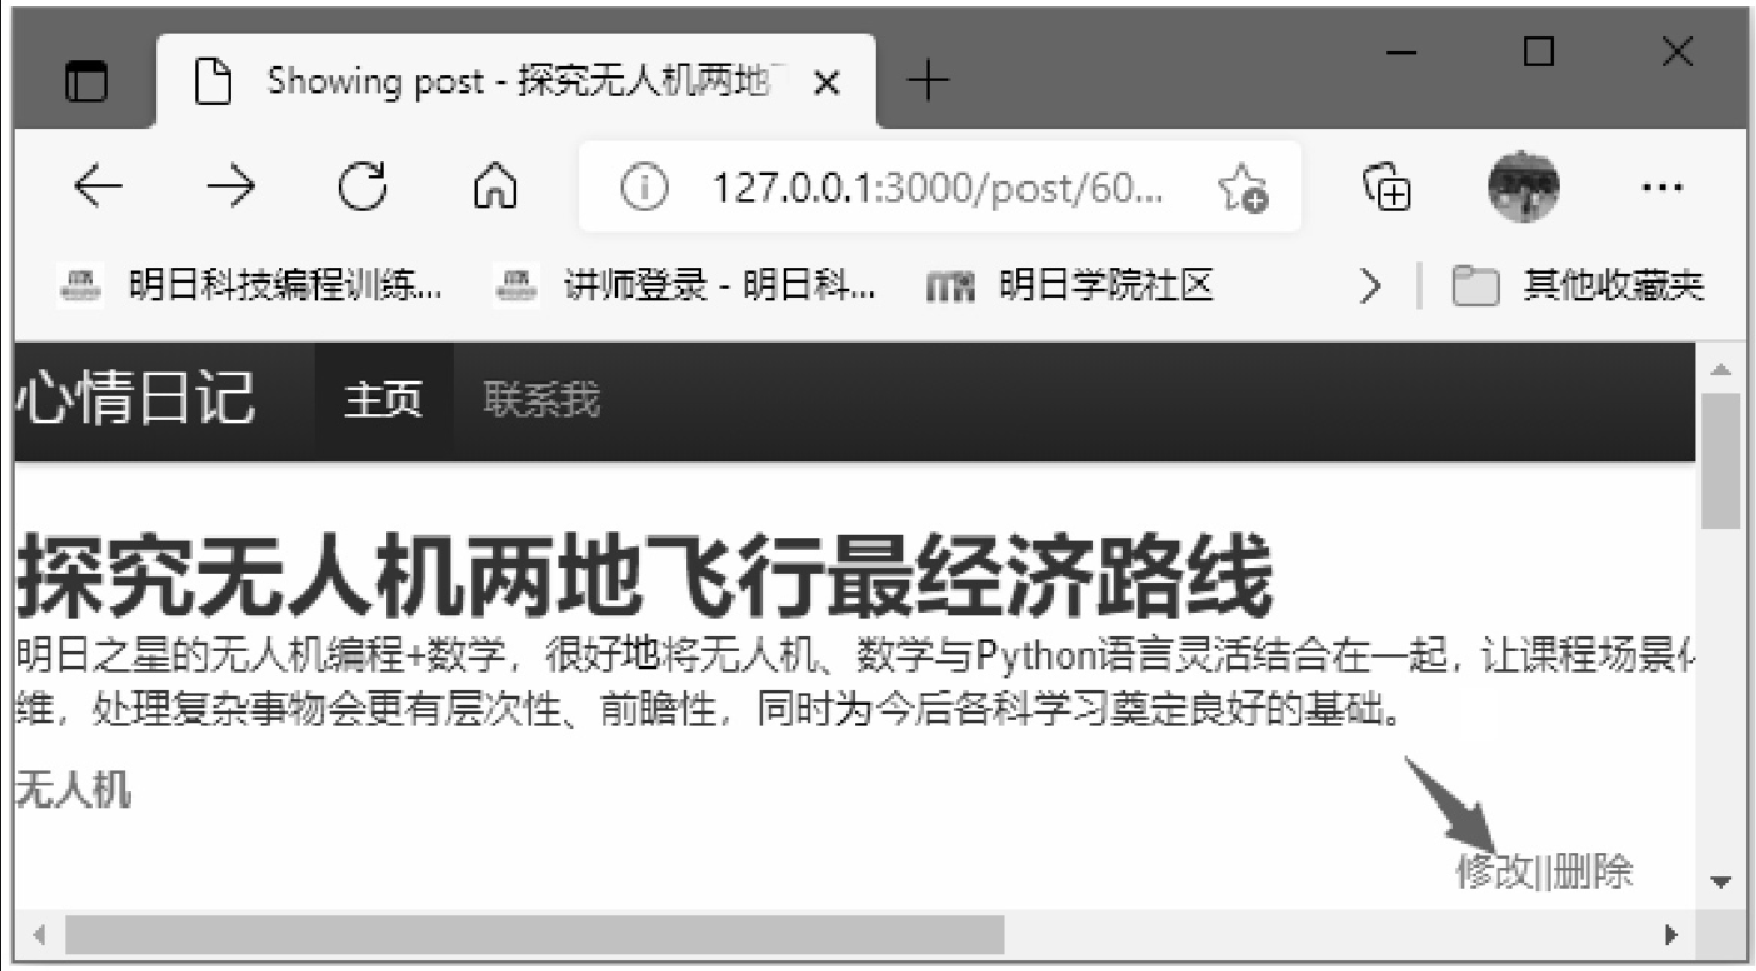 Showing post - 探究无人机两地
127.0.0.1:3000/post/60...
明日科技编程训练... 讲师登录 - 明日科... 明日学院社区 其他收藏夹
心情日记 主页 联系我
探究无人机两地飞行最经济路线
明日之星的无人机编程+数学，很好地将无人机、数学与Python语言灵活结合在一起，让课程场景
维，处理复杂事物会更有层次性、前瞻性，同时为今后各科学习奠定良好的基础。
无人机
修改||删除